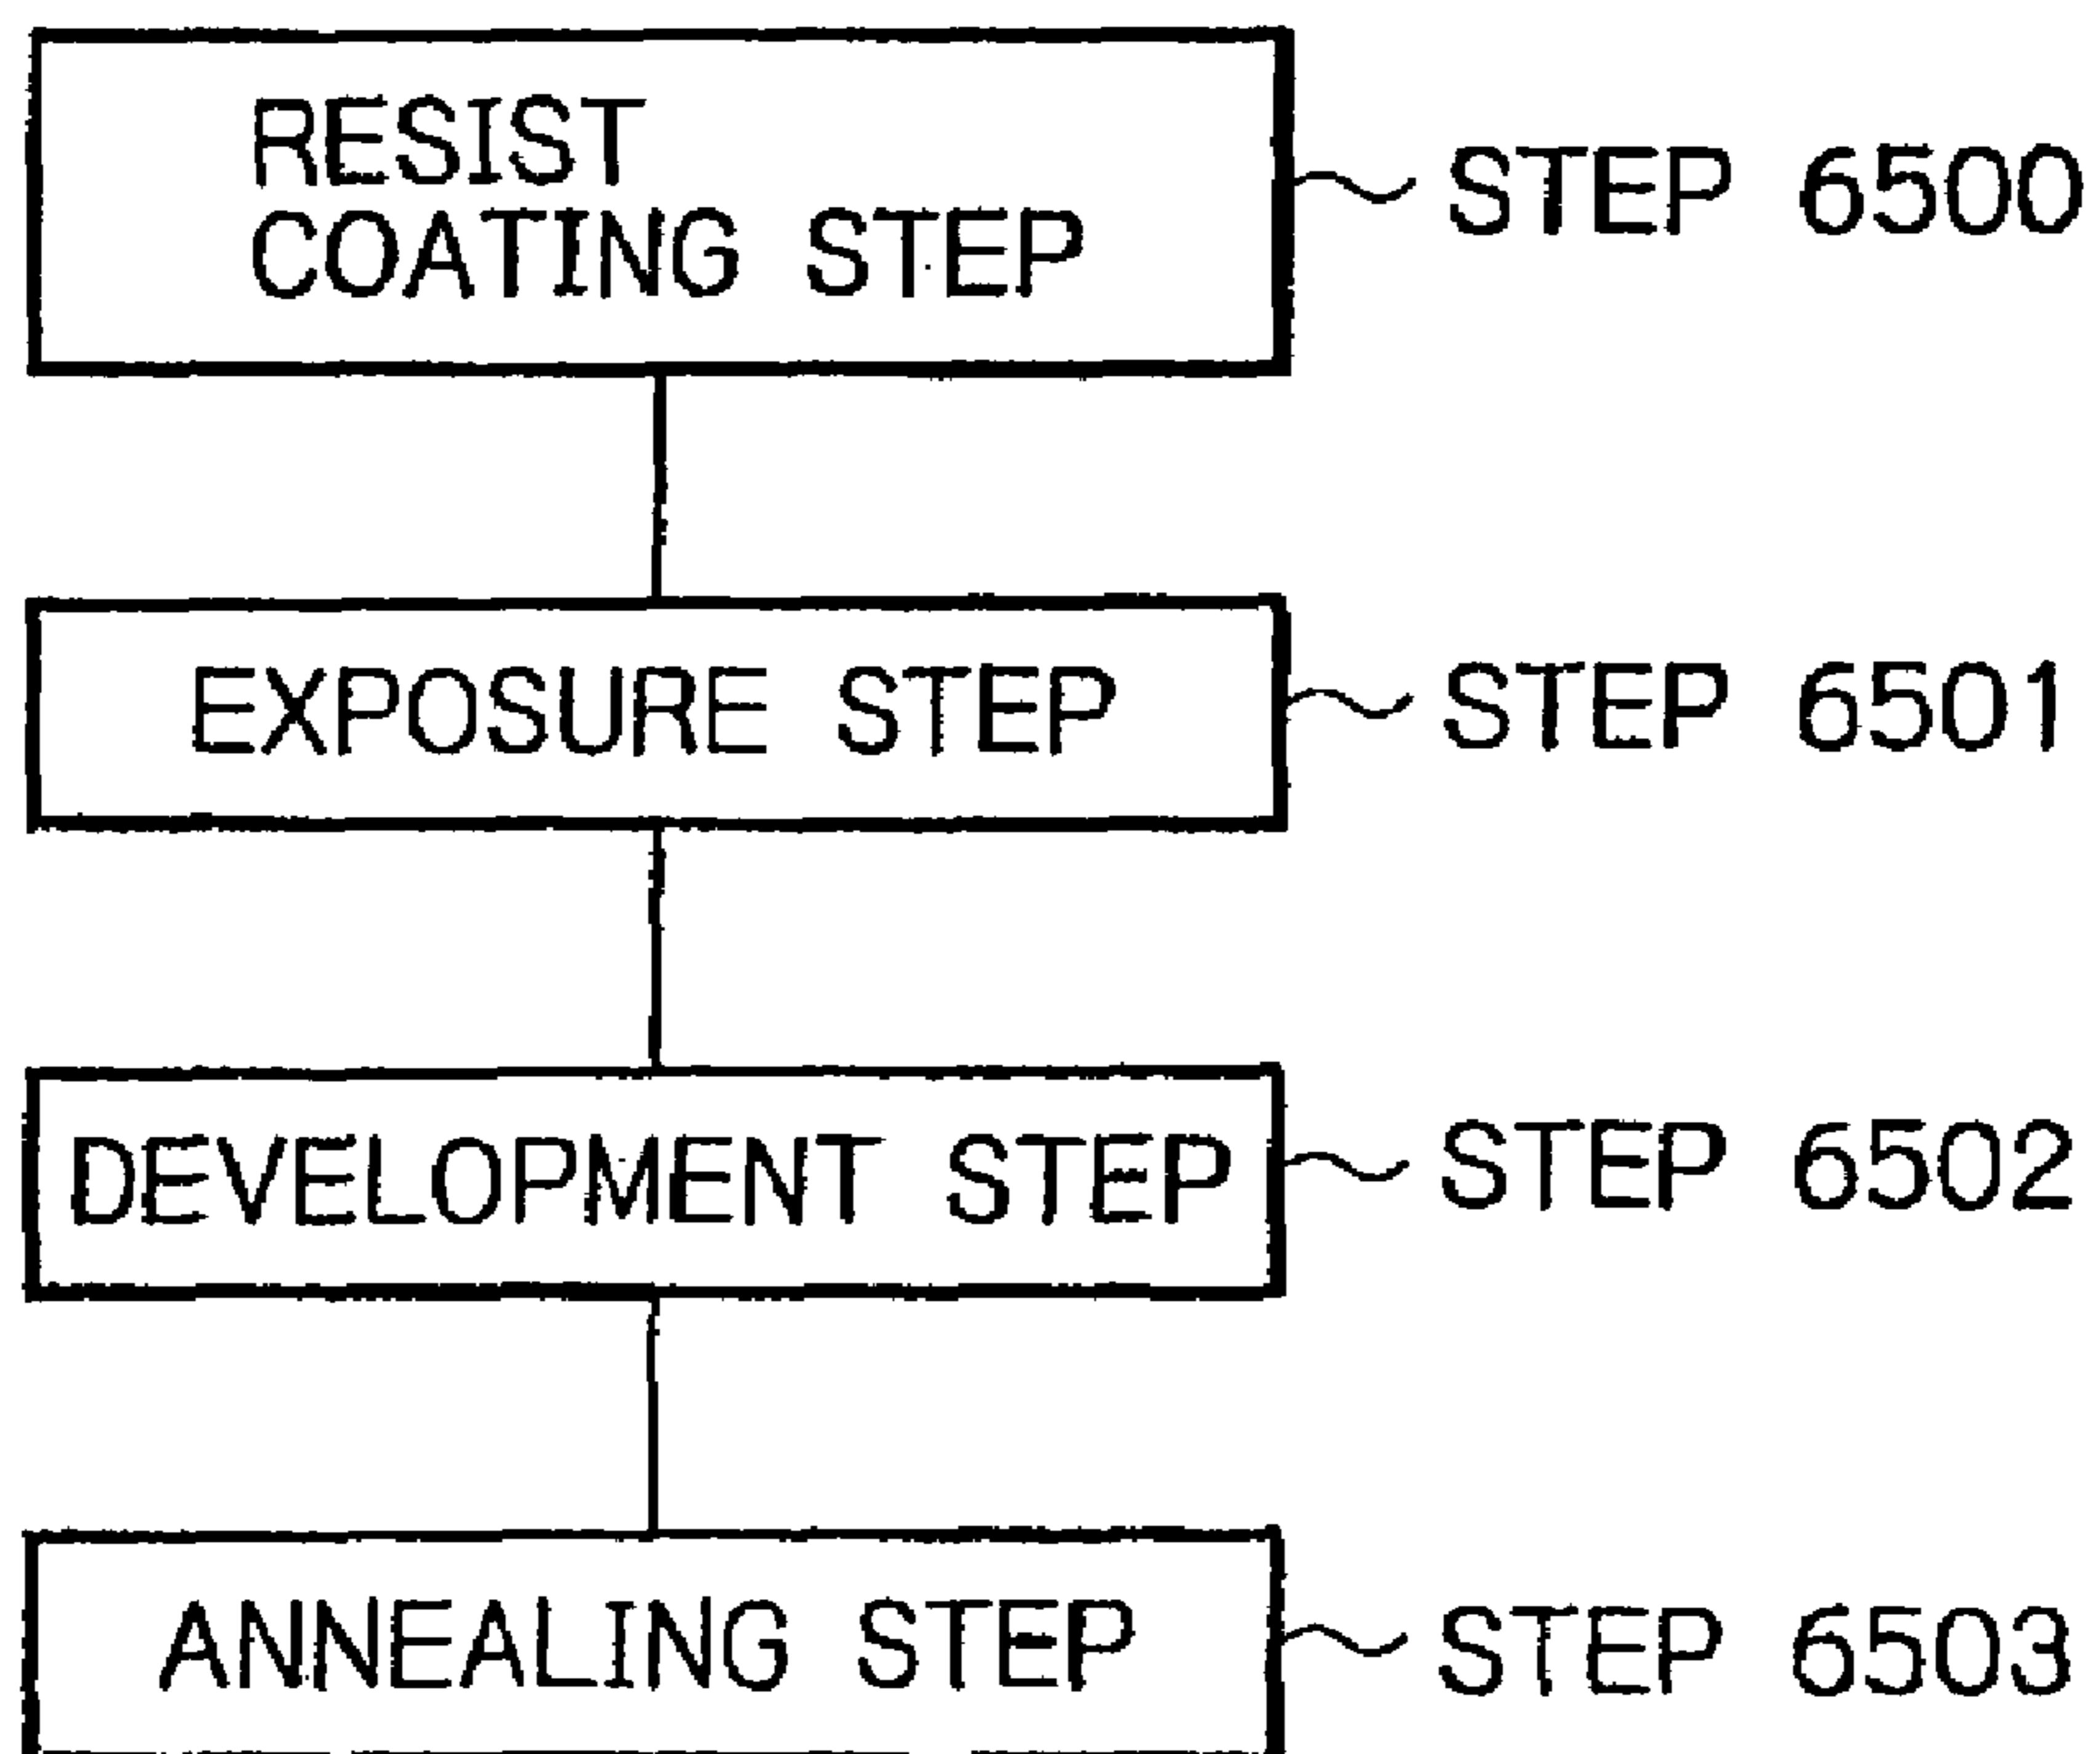 RESIST
COATING STEP
STEP 6500
EXPOSURE STEP
STEP 6501
DEVELOPMENT STEP
STEP 6502
ANNEALING STEP
STEP 6503